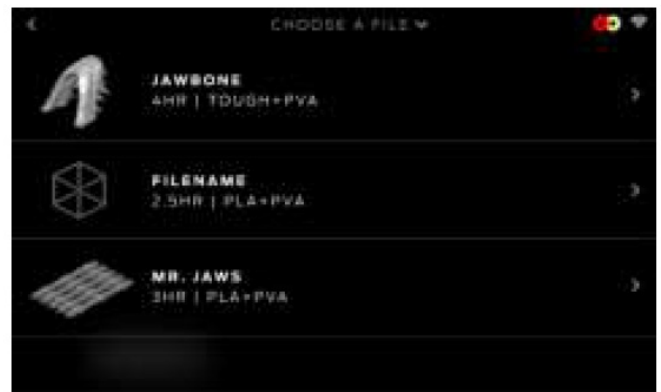 CHOOSE A FILE
JAWBONE
4HR | TOUGH+PVA
FILENAME
2.5HR | PLA+PVA
MR. JAWS
3HR | PLA+PVA